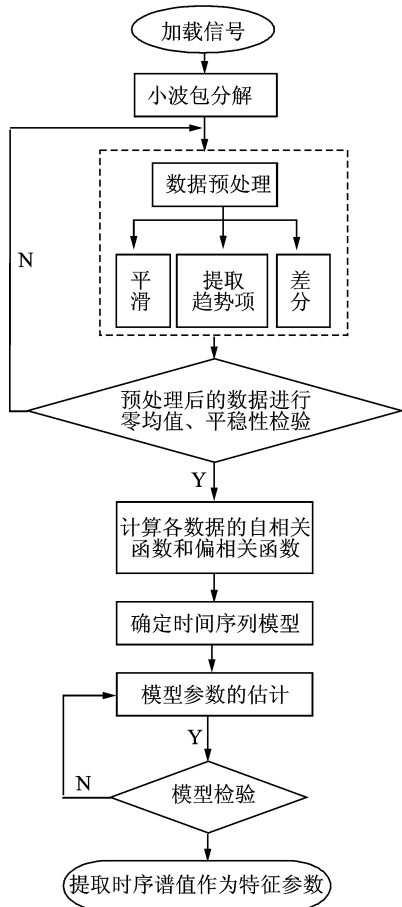 加载信号
小波包分解
数据预处理
N
平
滑
提取
趋势项
差
分
预处理后的数据进行
零均值、平稳性检验
Y
计算各数据的自相关
函数和偏相关函数
确定时间序列模型
模型参数的估计
Y
N
模型检验
提取时序谱值作为特征参数